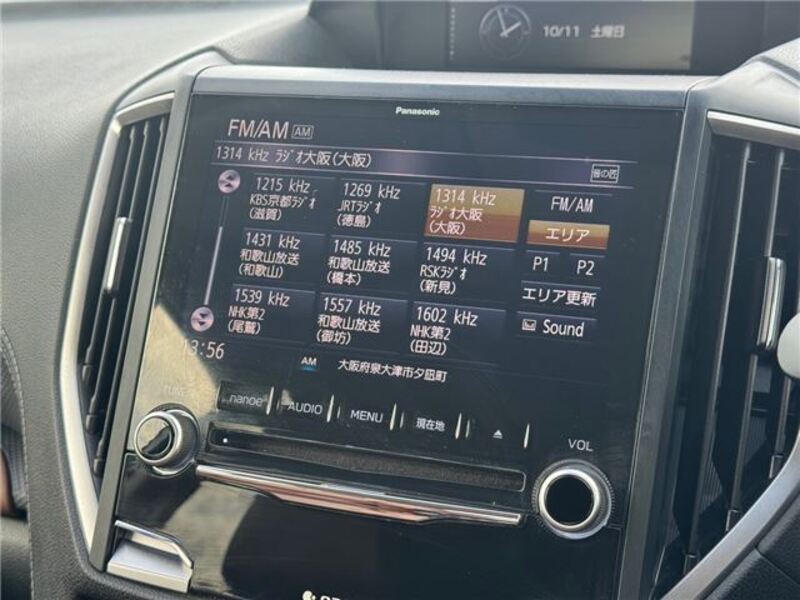 10/11 土曜日
Panasonic
FM/AM AM
1314 kHz ラジオ大阪(大阪)
音の匠
1215 kHz
KBS京都ラジオ
(滋賀)
1269 kHz
JRTラジオ
(徳島)
1314 kHz
ラジオ大阪
(大阪)
FM/AM
エリア
1431 kHz
和歌山放送
(和歌山)
1485 kHz
和歌山放送
(橋本)
1494 kHz
RSKラジオ
(新見)
P1 P2
エリア更新
1539 kHz
NHK第2
(尾鷲)
1557 kHz
和歌山放送
(御坊)
1602 kHz
NHK第2
(田辺)
Sound
13:56
AM
大阪府泉大津市夕凪町
TUNE
nanoe
AUDIO
MENU
現在地
VOL